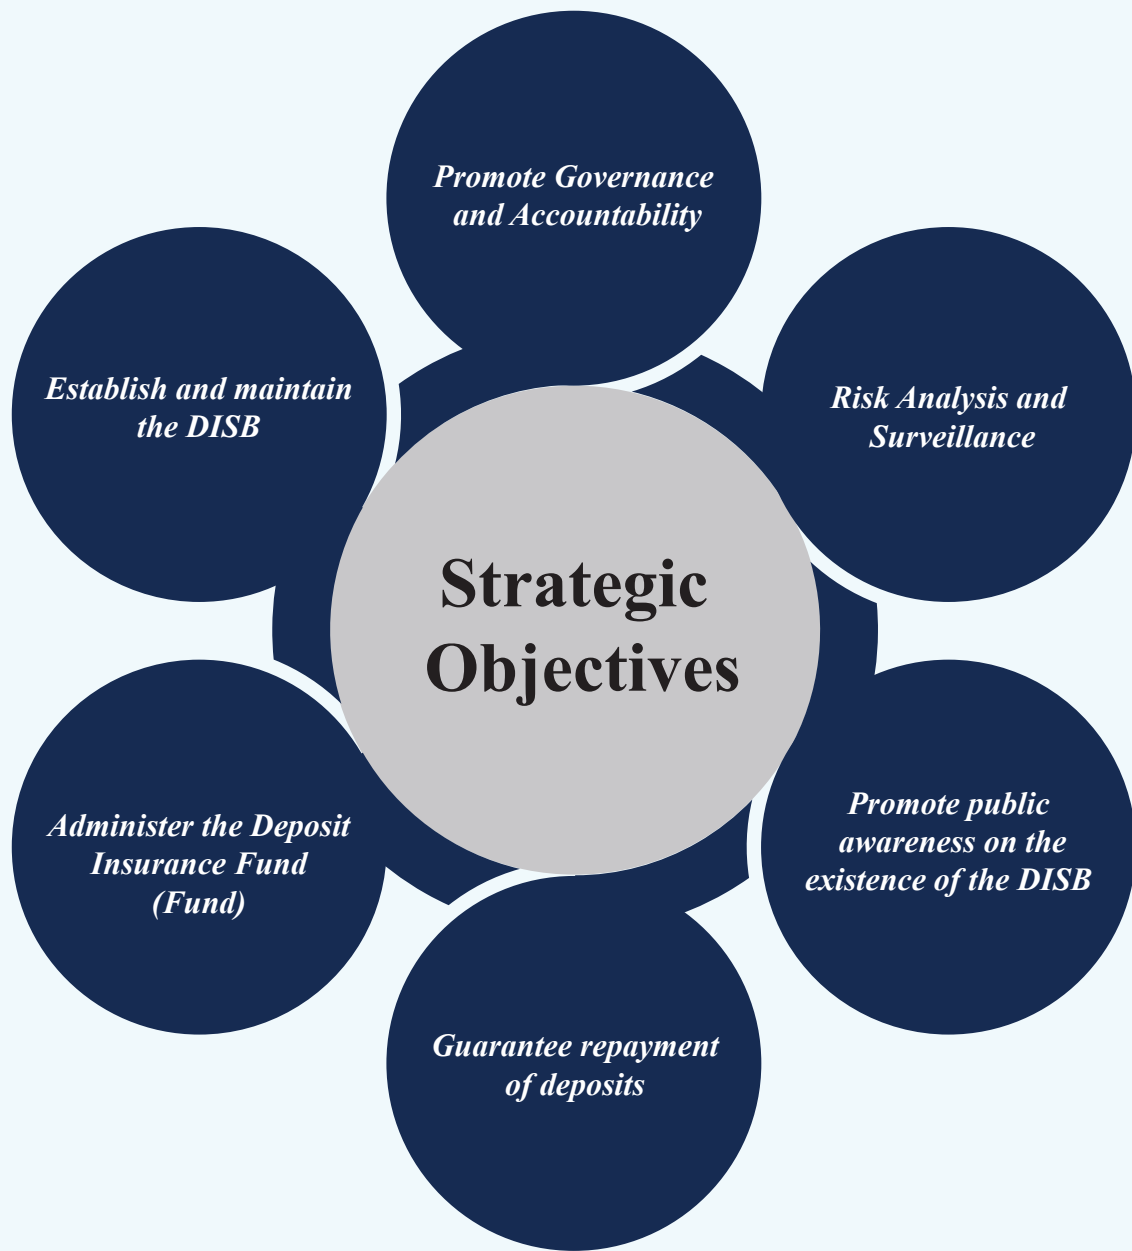 Promote Governance
and Accountability
Establish and maintain
the DISB
Risk Analysis and
Surveillance
Strategic
Objectives
Administer the Deposit
Insurance Fund
(Fund)
Promote public
awareness on the
existence of the DISB
Guarantee repayment
of deposits